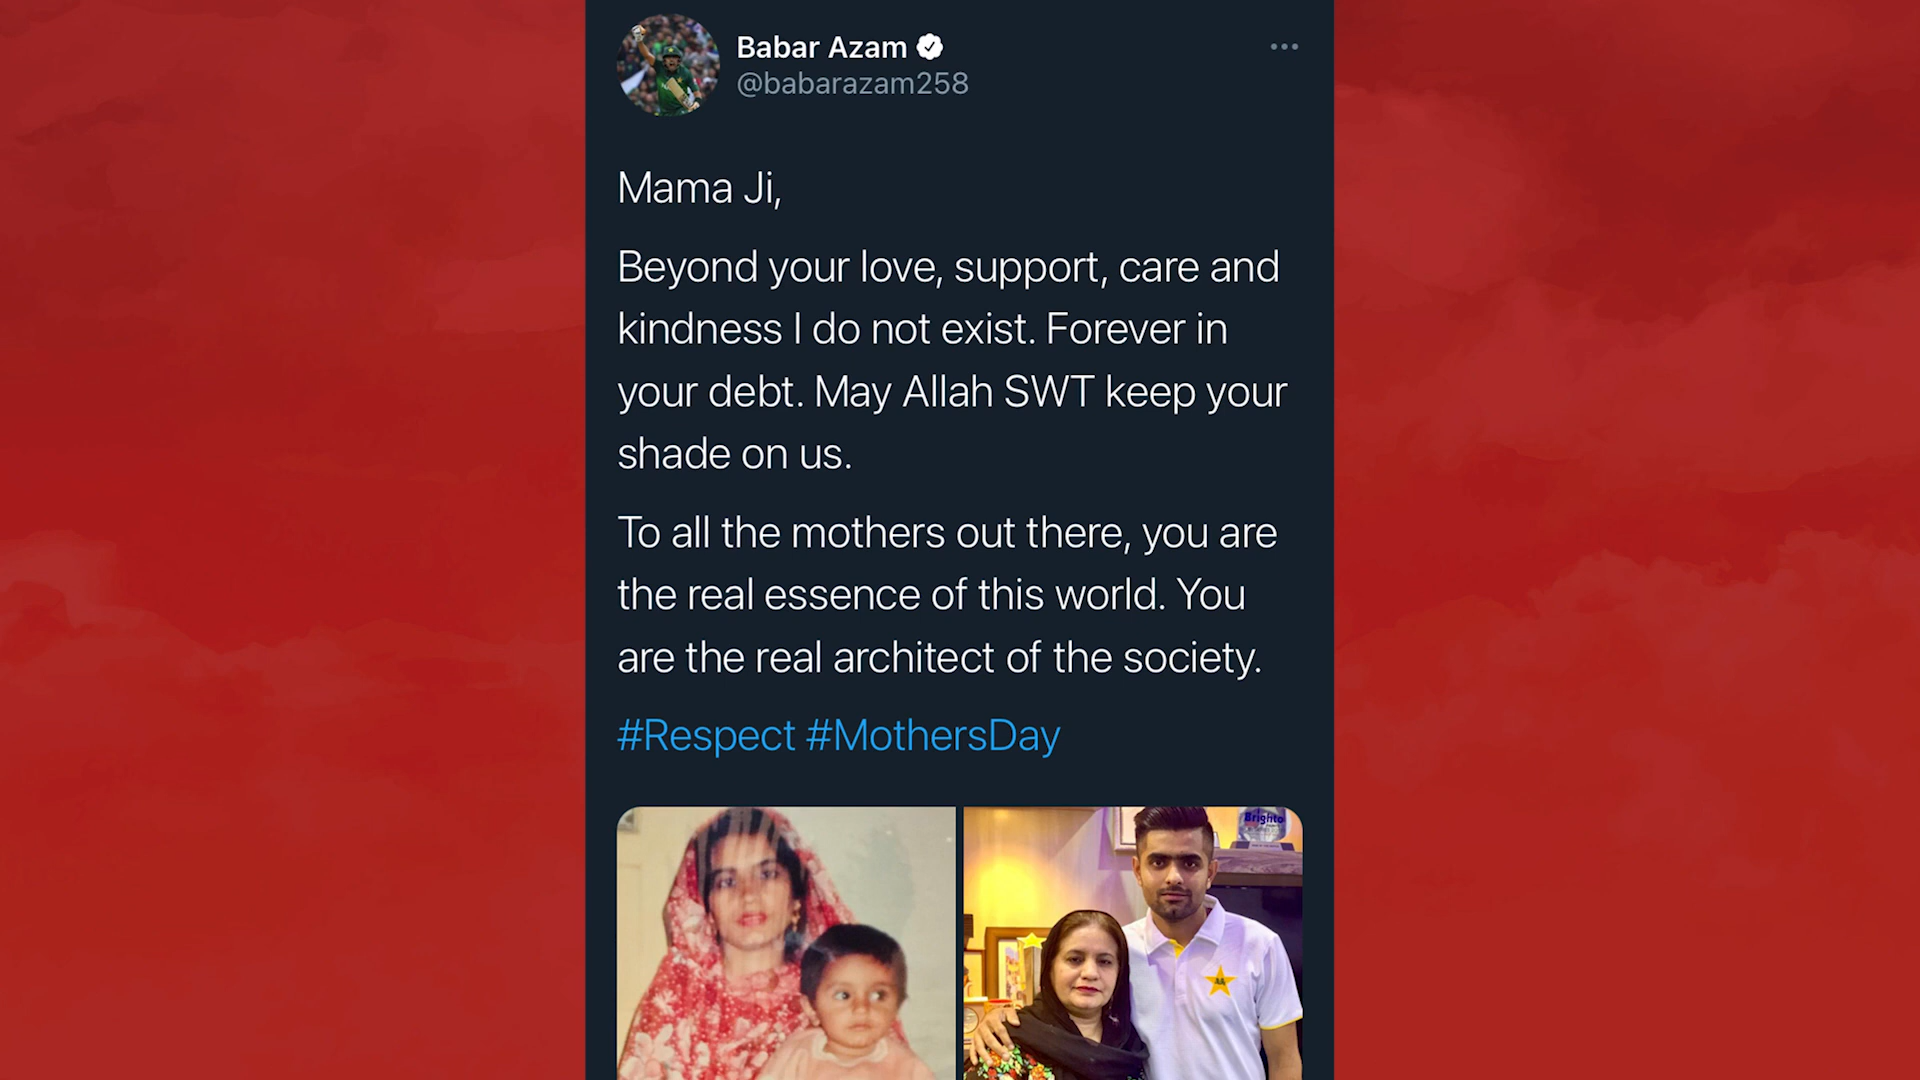 Babar Azam
@babarazam258
Mama Ji,
Beyond your love, support, care and
kindness I do not exist. Forever in
your debt. May Allah SWT keep your
shade on us.
To all the mothers out there, you are
the real essence of this world. You
are the real architect of the society.
#Respect #MothersDay
Brighto